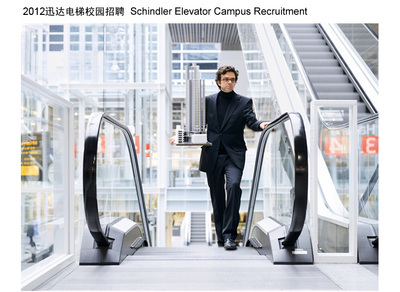 2012迅达电梯校园招聘 Schindler Elevator Campus Recruitment